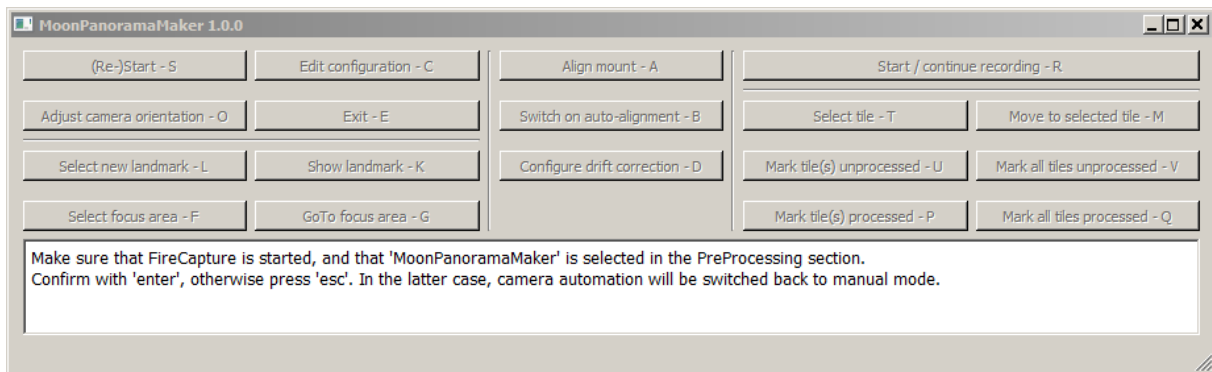 MoonPanoramaMaker 1.0.0
(Re-)Start - S
Edit configuration - C
Align mount - A
Start / continue recording - R
Adjust camera orientation - O
Exit - E
Switch on auto-alignment - B
Select tile - T
Move to selected tile - M
Select new landmark - L
Show landmark - K
Configure drift correction - D
Mark tile(s) unprocessed - U
Mark all tiles unprocessed - V
Select focus area - F
GoTo focus area - G
Mark tile(s) processed - P
Mark all tiles processed - Q
Make sure that FireCapture is started, and that 'MoonPanoramaMaker' is selected in the PreProcessing section.
Confirm with 'enter', otherwise press 'esc'. In the latter case, camera automation will be switched back to manual mode.